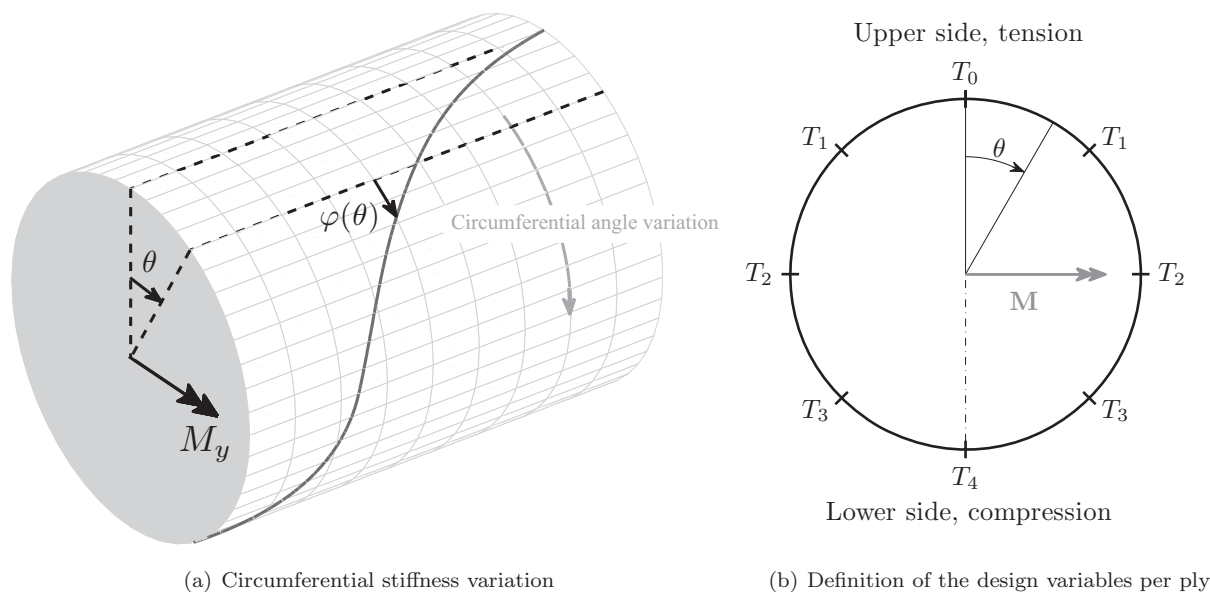 θ
φ(θ)
Circumferential angle variation
M_y
(a) Circumferential stiffness variation
Upper side, tension
T_0
T_1 T_1
θ
T_2 T_2
M
T_3 T_3
T_4
Lower side, compression
(b) Definition of the design variables per ply